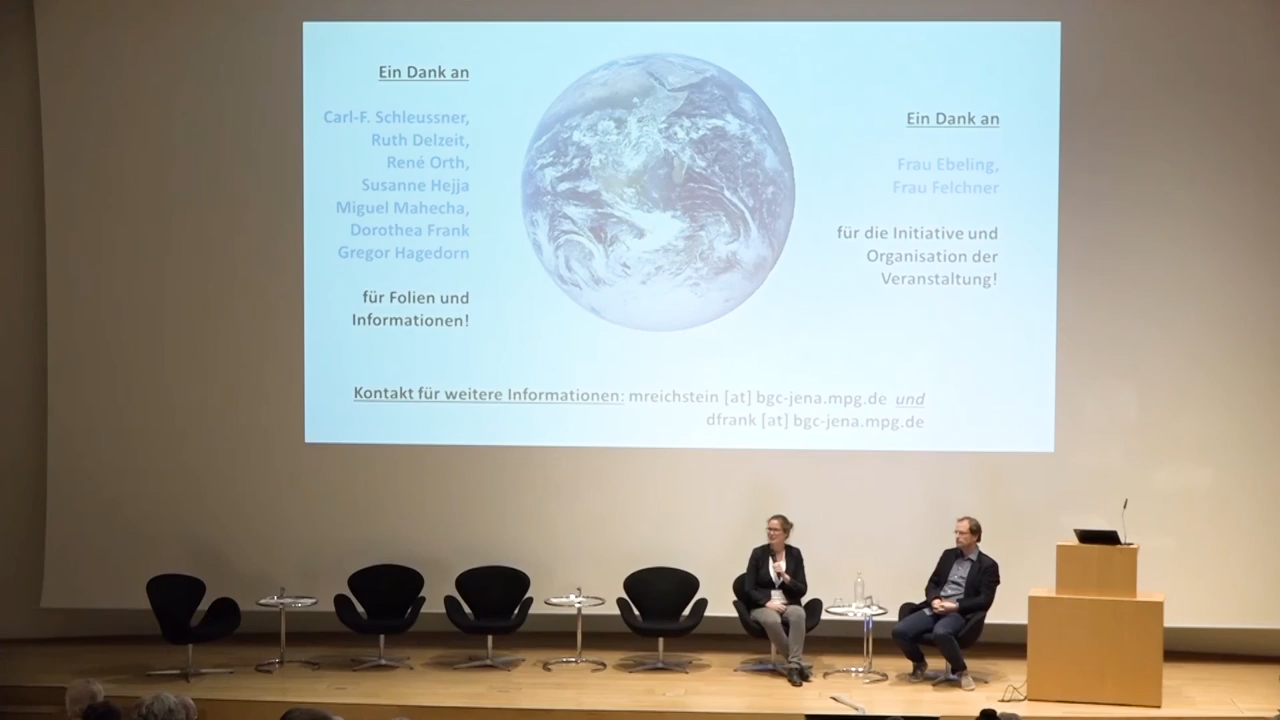 Ein Dank an
Carl-F. Schleussner,
Ruth Delzeit,
René Orth,
Susanne Hejja
Miguel Mahecha,
Dorothea Frank
Gregor Hagedorn
für Folien und
Informationen!
Ein Dank an
Frau Ebeling,
Frau Felchner
für die Initiative und
Organisation der
Veranstaltung!
Kontakt für weitere Informationen: mreichstein [at] bgc-jena.mpg.de und
dfrank [at] bgc-jena.mpg.de